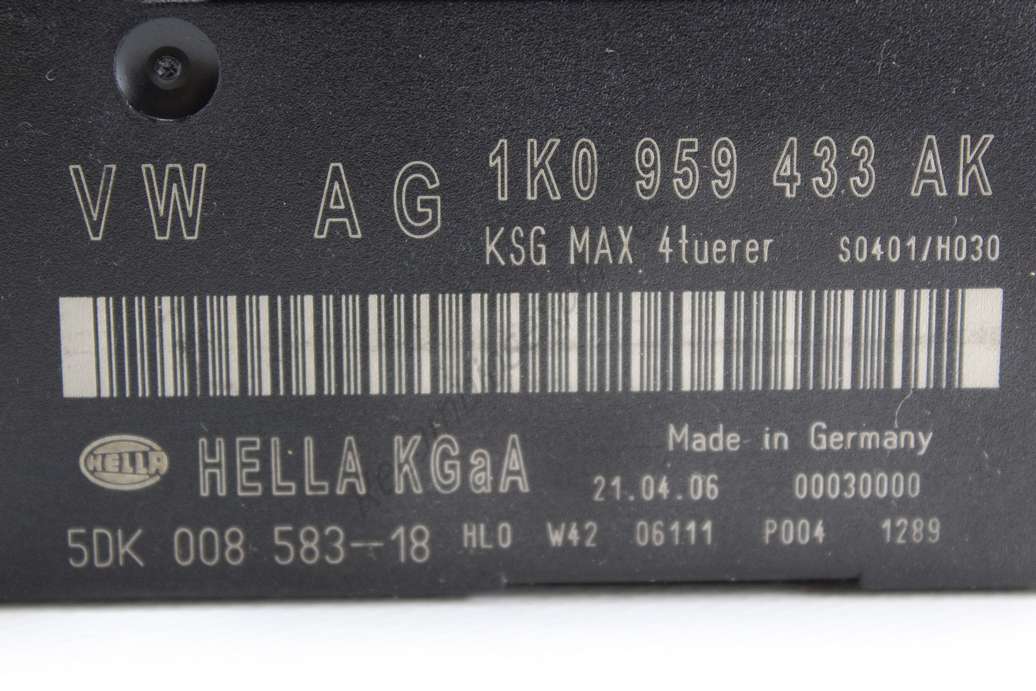 VW AG 1K0 959 433 AK
KSG MAX 4tuerer S0401/H030
HELLA HELLA KGaA Made in Germany
21.04.06 00030000
5DK 008 583-18 HLO W42 06111 P004 1289